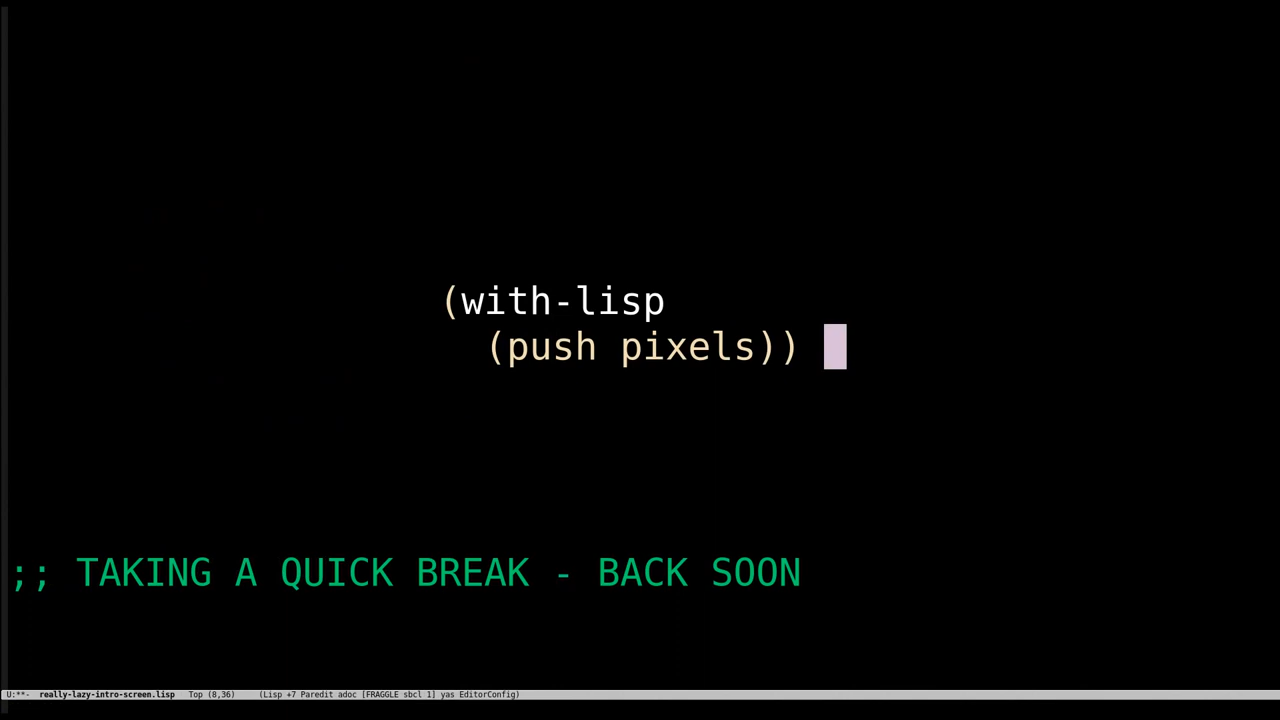 (with-lisp
(push pixels))
;; TAKING A QUICK BREAK - BACK SOON
U:**- really-lazy-intro-screen.lisp Top (8,36) (Lisp +7 Paredit adoc [FRAGGLE sbcl 1] yas EditorConfig)